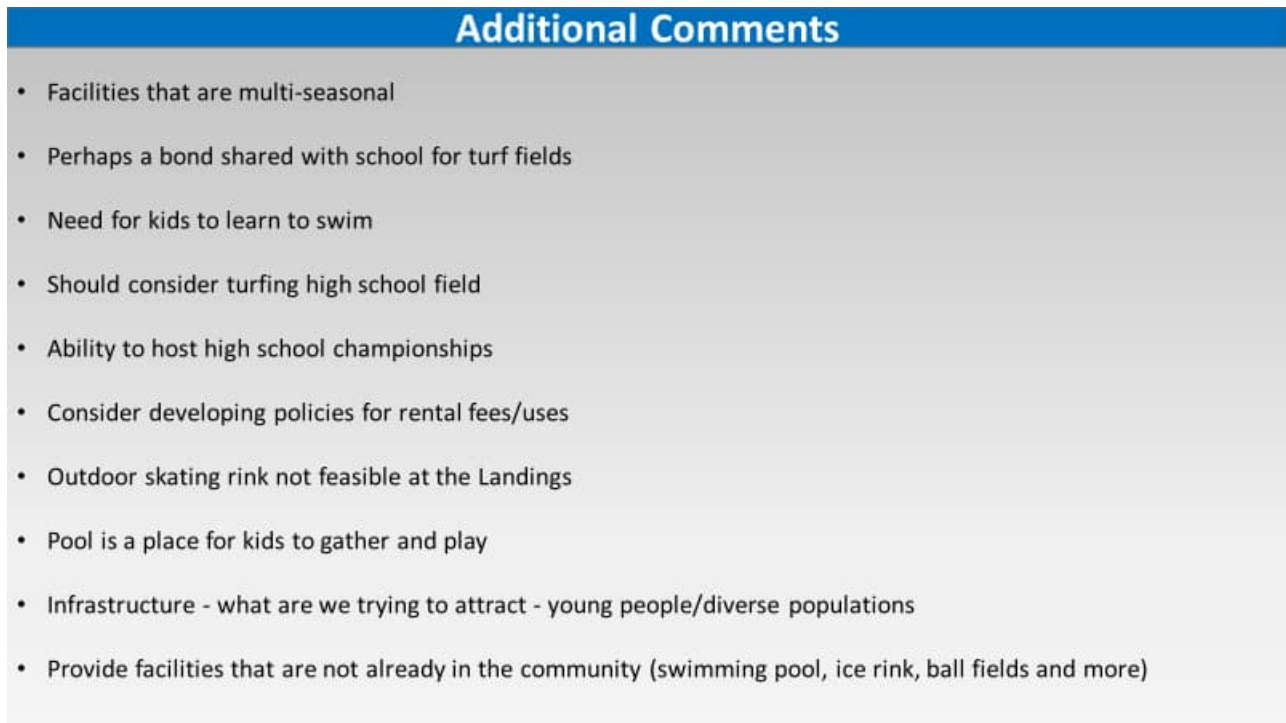 Additional Comments
• Facilities that are multi-seasonal
• Perhaps a bond shared with school for turf fields
• Need for kids to learn to swim
• Should consider turfing high school field
• Ability to host high school championships
• Consider developing policies for rental fees/uses
• Outdoor skating rink not feasible at the Landings
• Pool is a place for kids to gather and play
• Infrastructure - what are we trying to attract - young people/diverse populations
• Provide facilities that are not already in the community (swimming pool, ice rink, ball fields and more)